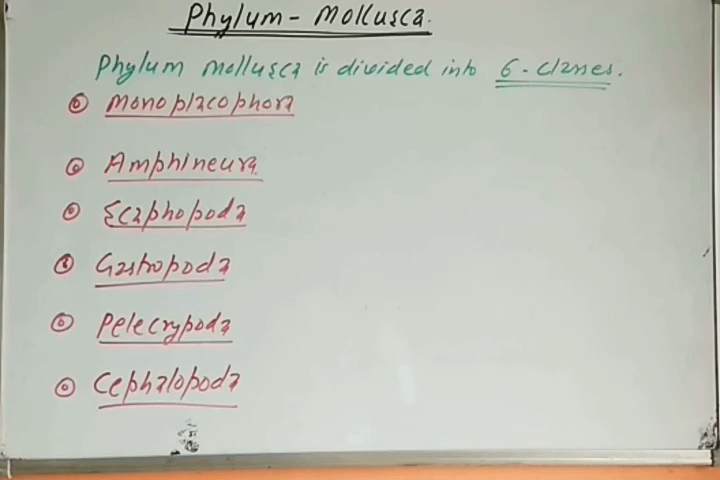 Phylum - Mollusca.
Phylum Mollusca is divided into 6 - classes.
Monoplacophora
Amphineura
Scaphopoda
Gastropoda
Pelecypoda
Cephalopoda